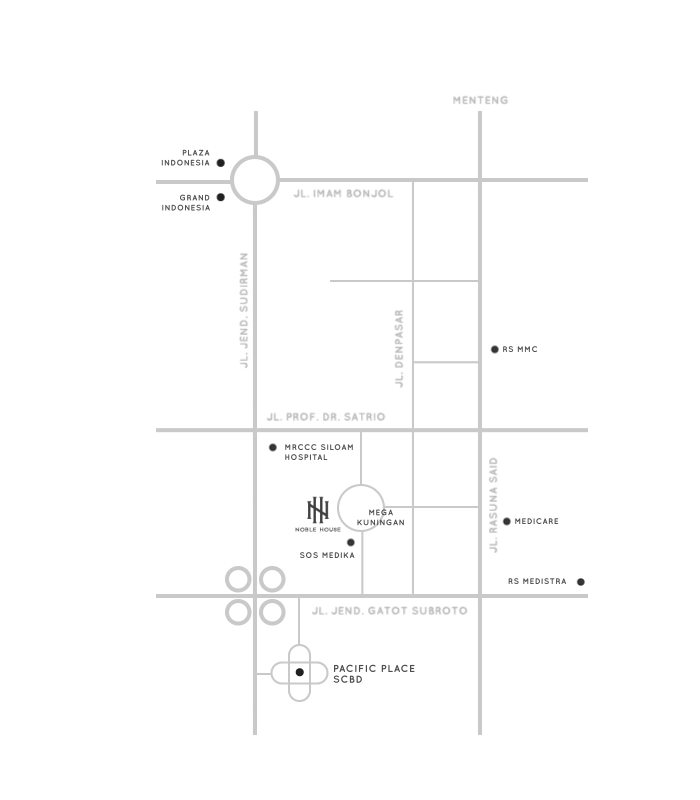 MENTENG
PLAZA
INDONESIA
GRAND
INDONESIA
JL. IMAM BONJOL
JL. JEND. SUDIRMAN
JL. DENPASAR
RS MMC
JL. PROF. DR. SATRIO
MRCCC SILOAM
HOSPITAL
JL. RASUNA SAID
NOBLE HOUSE
MEGA
KUNINGAN
MEDICARE
SOS MEDIKA
RS MEDISTRA
JL. JEND. GATOT SUBROTO
PACIFIC PLACE
SCBD